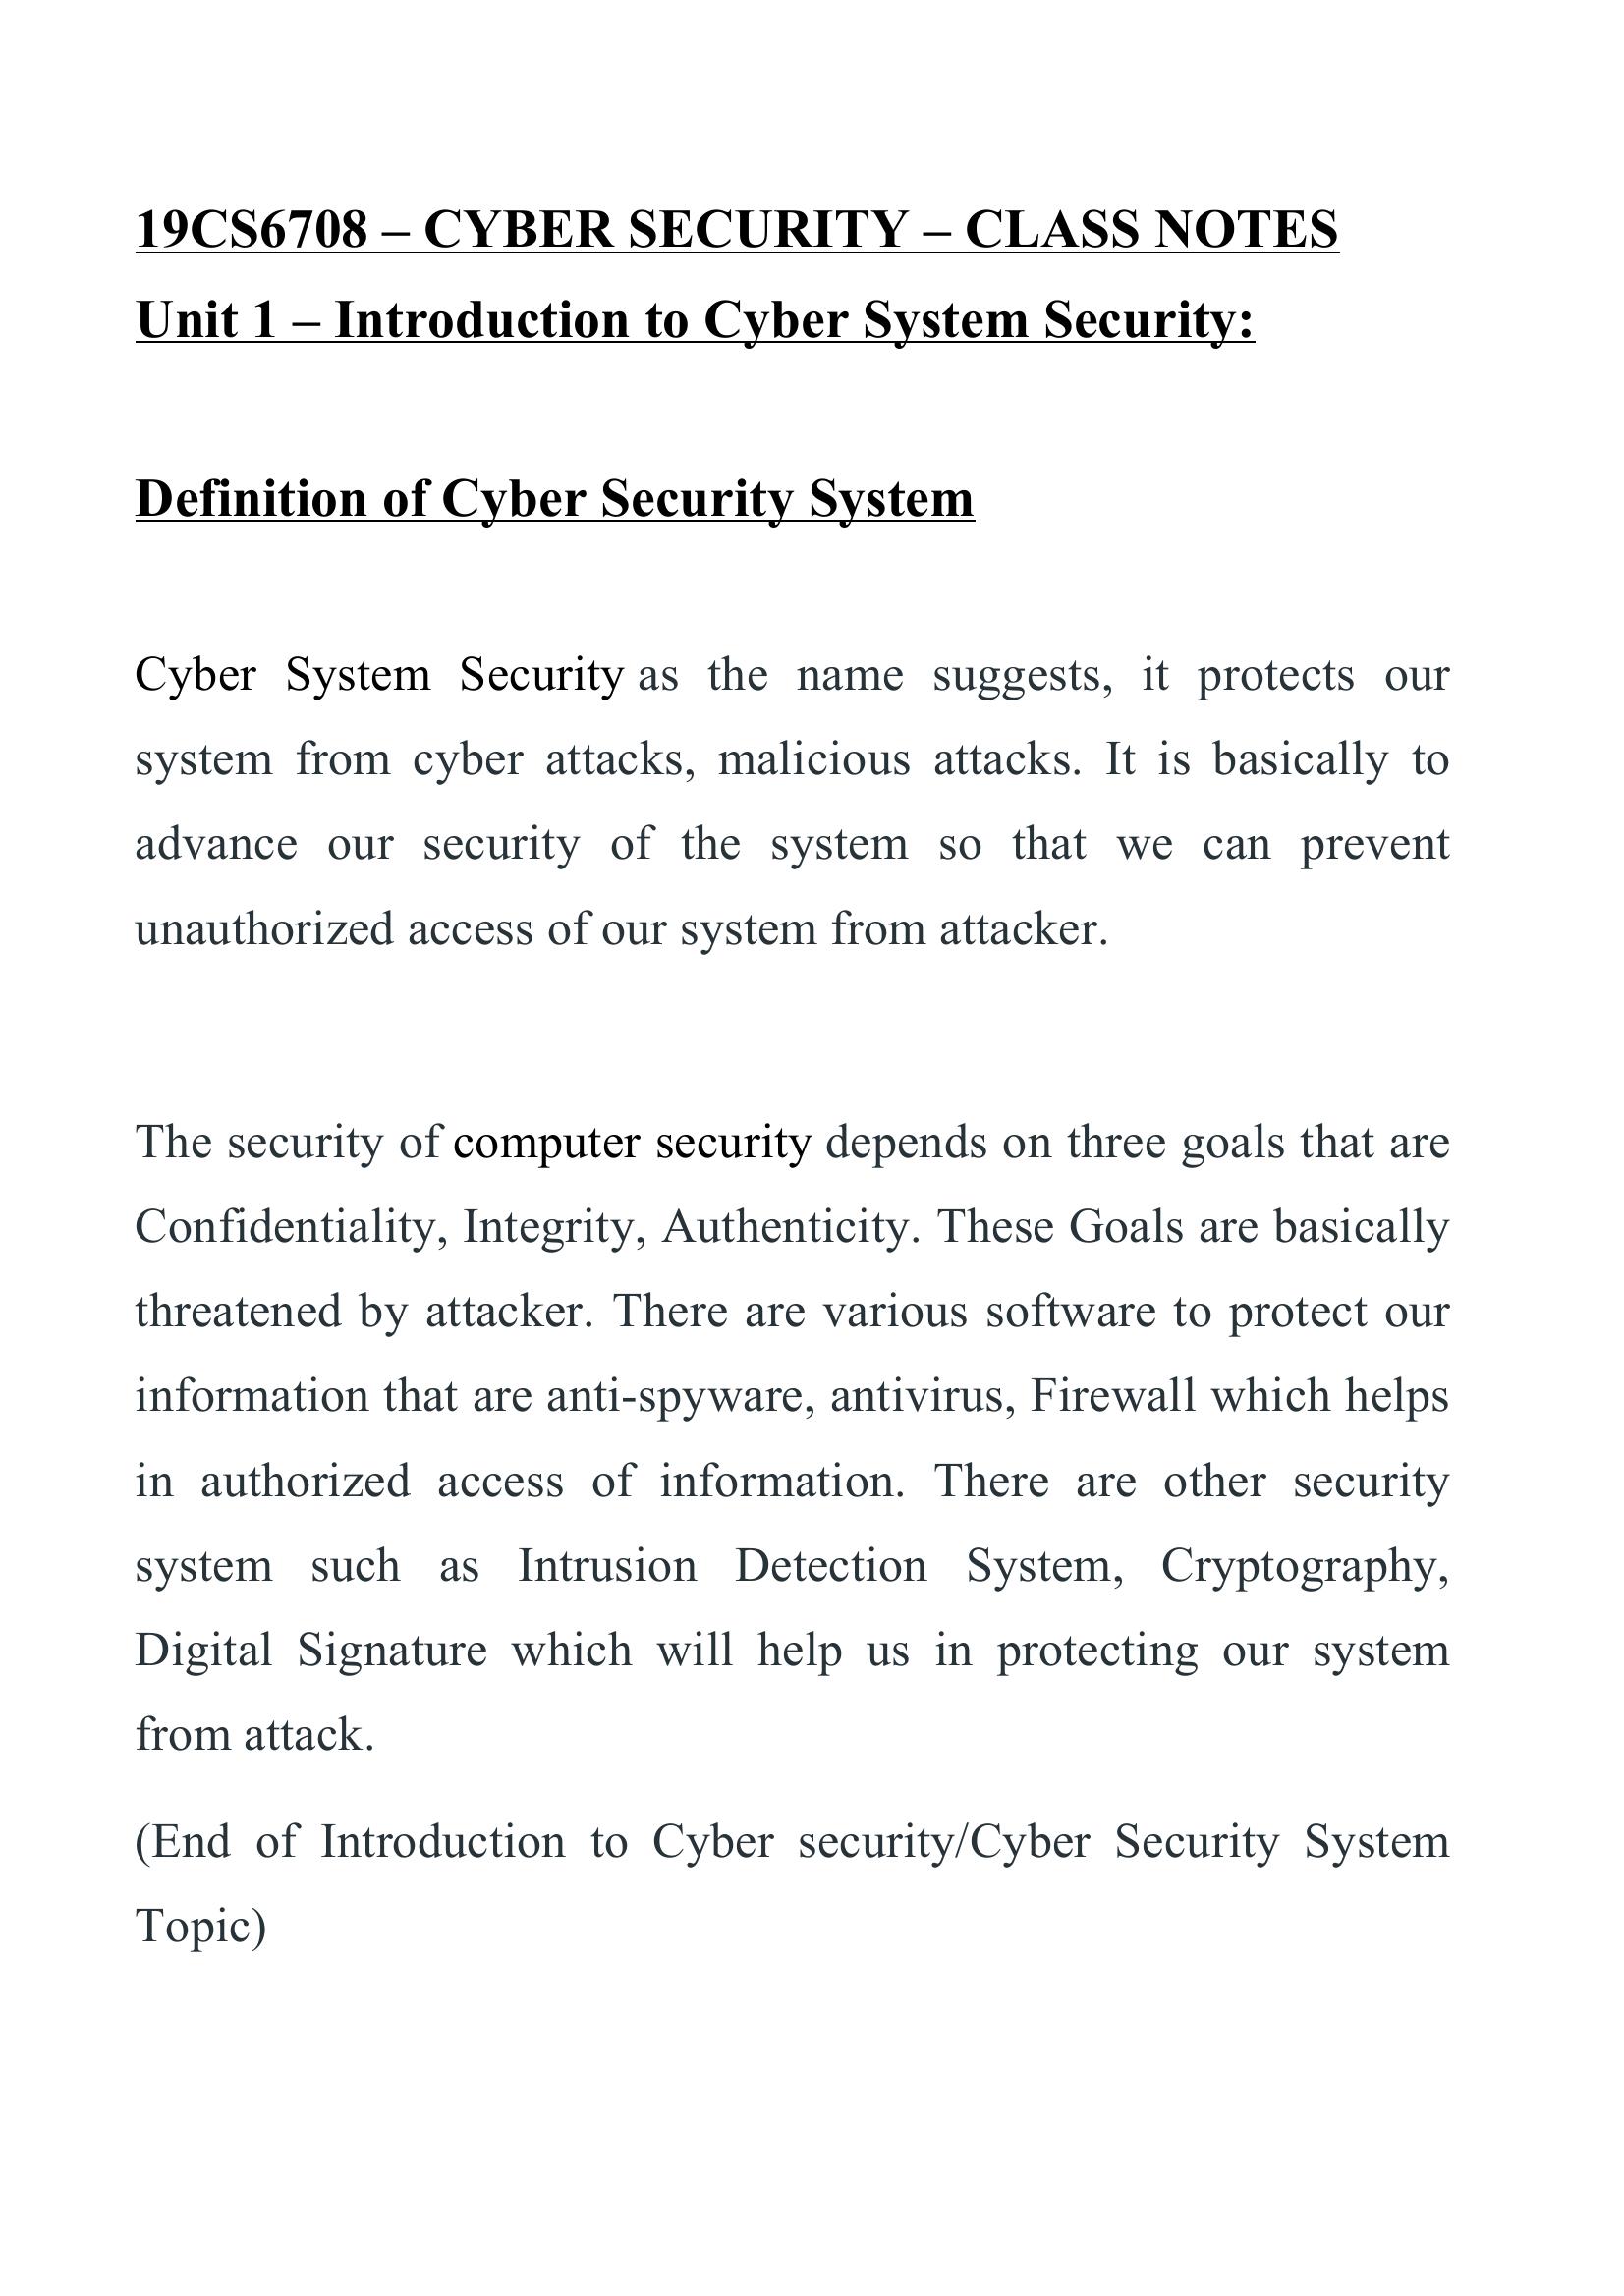 19CS6708 – CYBER SECURITY – CLASS NOTES
Unit 1 – Introduction to Cyber System Security:
Definition of Cyber Security System
Cyber System Security as the name suggests, it protects our
system from cyber attacks, malicious attacks. It is basically to
advance our security of the system so that we can prevent
unauthorized access of our system from attacker.
The security of computer security depends on three goals that are
Confidentiality, Integrity, Authenticity. These Goals are basically
threatened by attacker. There are various software to protect our
information that are anti-spyware, antivirus, Firewall which helps
in authorized access of information. There are other security
system such as Intrusion Detection System, Cryptography,
Digital Signature which will help us in protecting our system
from attack.
(End of Introduction to Cyber security/Cyber Security System
Topic)